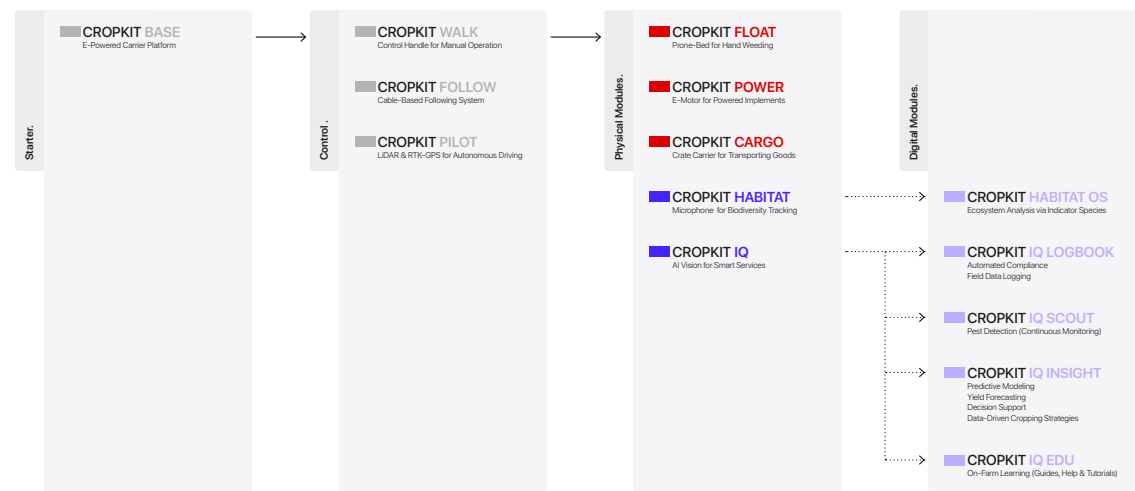 Starter.
CROPKIT BASE
E-Powered Carrier Platform
Control .
CROPKIT WALK
Control Handle for Manual Operation
CROPKIT FOLLOW
Cable-Based Following System
CROPKIT PILOT
LiDAR & RTK-GPS for Autonomous Driving
Physical Modules.
CROPKIT FLOAT
Prone-Bed for Hand Weeding
CROPKIT POWER
E-Motor for Powered Implements
CROPKIT CARGO
Crate Carrier for Transporting Goods
CROPKIT HABITAT
Microphone for Biodiversity Tracking
CROPKIT IQ
AI Vision for Smart Services
Digital Modules.
CROPKIT HABITAT OS
Ecosystem Analysis via Indicator Species
CROPKIT IQ LOGBOOK
Automated Compliance
Field Data Logging
CROPKIT IQ SCOUT
Pest Detection (Continuous Monitoring)
CROPKIT IQ INSIGHT
Predictive Modeling
Yield Forecasting
Decision Support
Data-Driven Cropping Strategies
CROPKIT IQ EDU
On-Farm Learning (Guides, Help & Tutorials)